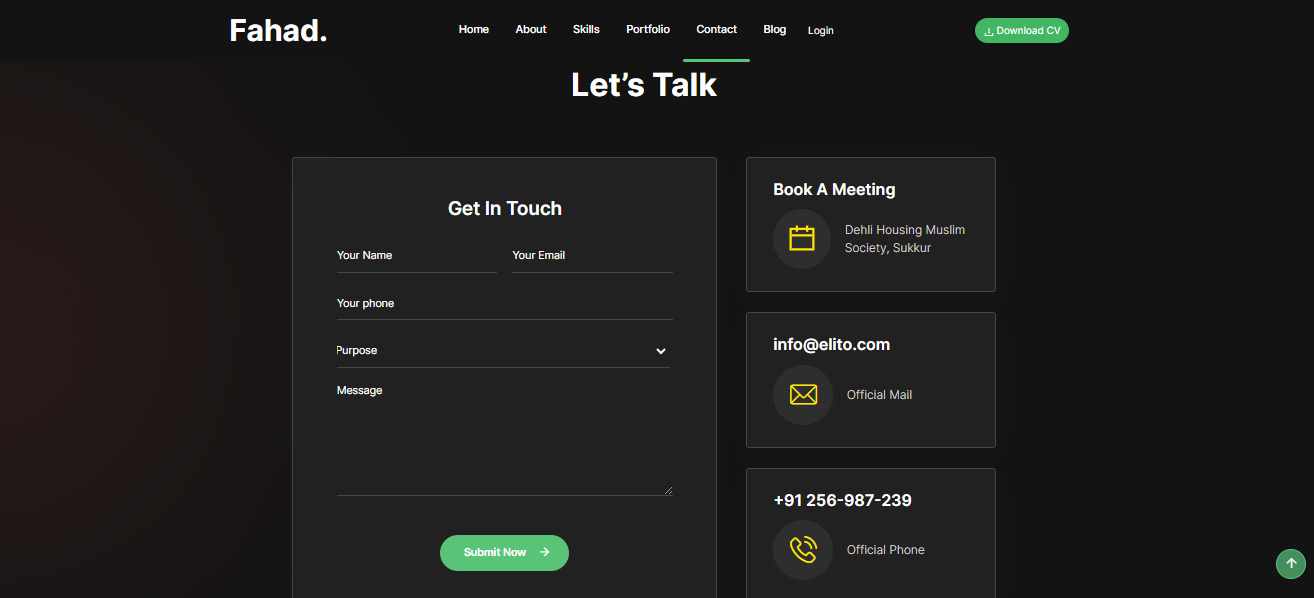 Fahad.
Home About Skills Portfolio Contact Blog Login
Download CV
Let’s Talk
Get In Touch
Your Name Your Email
Your phone
Purpose
Message
Submit Now
Book A Meeting
Dehli Housing Muslim
Society, Sukkur
info@elito.com
Official Mail
+91 256-987-239
Official Phone